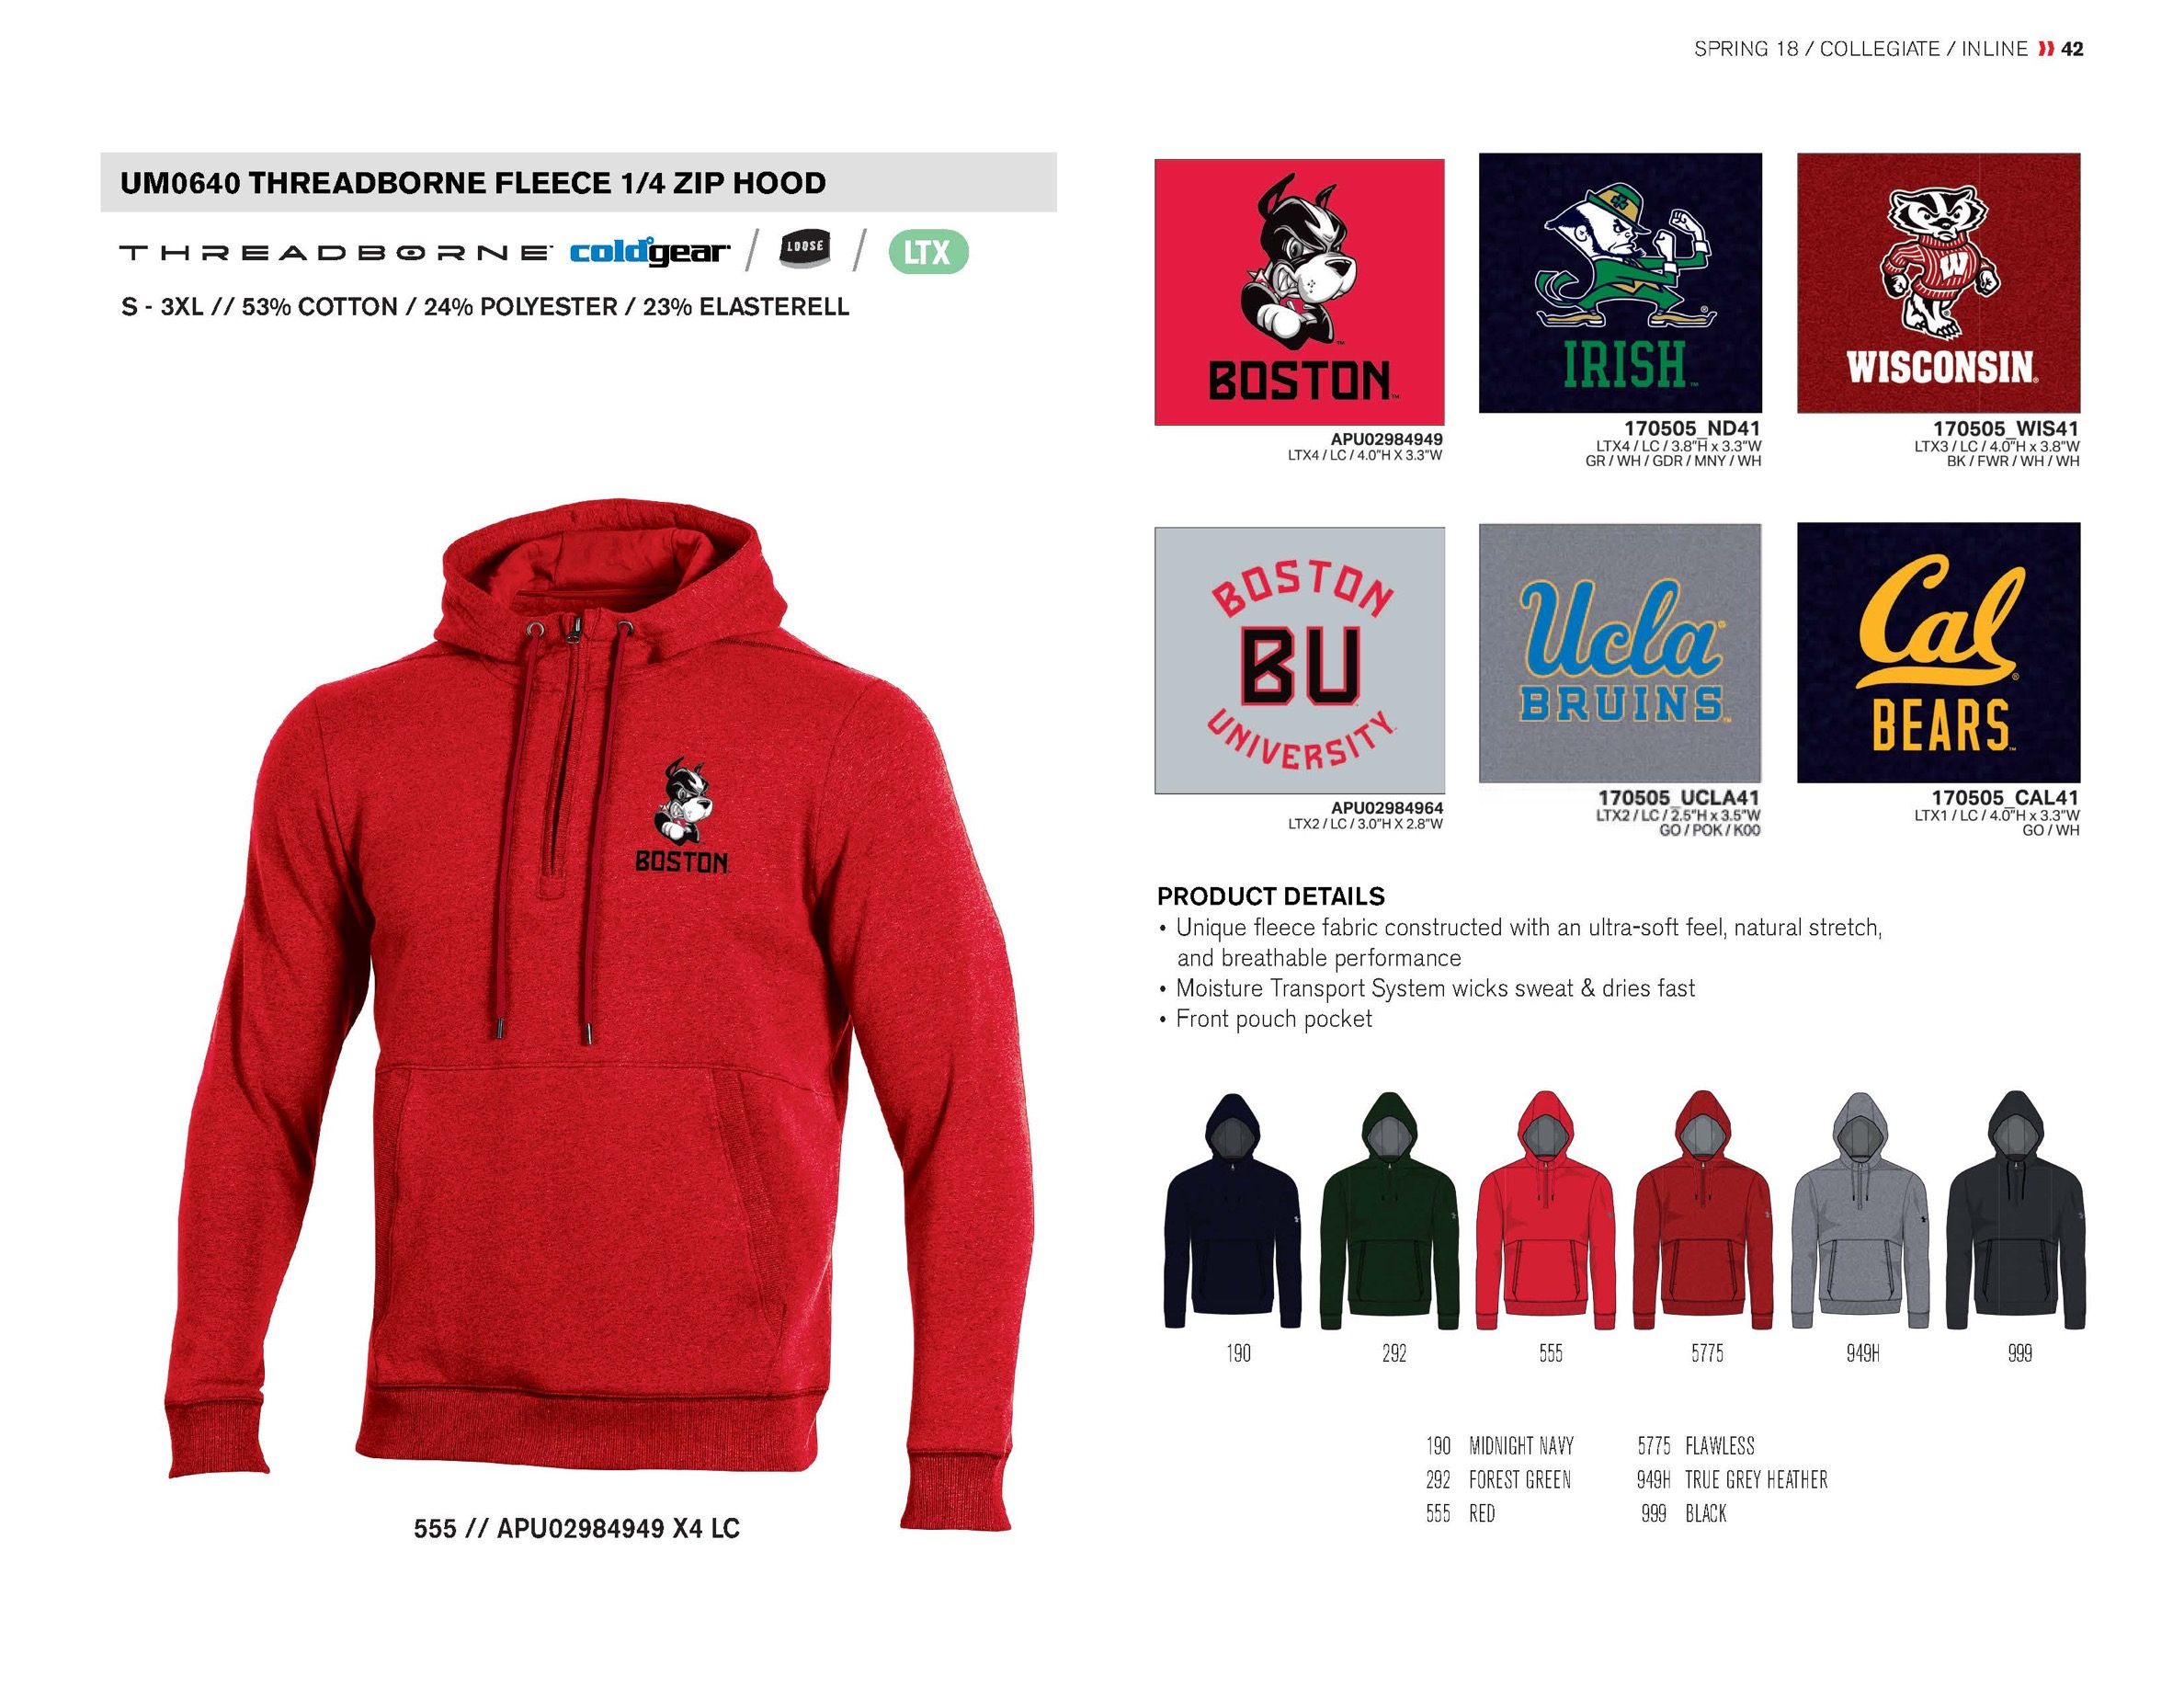 SPRING 18 / COLLEGIATE / INLINE 42
UM0640 THREADBORNE FLEECE 1/4 ZIP HOOD
THREADBORNE coldgear / LOOSE / LTX
S - 3XL // 53% COTTON / 24% POLYESTER / 23% ELASTERELL
BOSTON
555 // APU02984949 X4 LC
BOSTON™
APU02984949
LTX4 / LC / 4.0"H X 3.3"W
IRISH™
170505_ND41
LTX4 / LC / 3.8"H x 3.3"W
GR / WH / GDR / MNY / WH
W
WISCONSIN®
170505_WIS41
LTX3 / LC / 4.0"H x 3.8"W
BK / FWR / WH / WH
BOSTON
BU
UNIVERSITY
APU02984964
LTX2 / LC / 3.0"H X 2.8"W
Ucla
BRUINS™
170505_UCLA41
LTX2 / LC / 2.5"H x 3.5"W
GO / POK / K00
Cal®
BEARS™
170505_CAL41
LTX1 / LC / 4.0"H x 3.3"W
GO / WH
PRODUCT DETAILS
• Unique fleece fabric constructed with an ultra-soft feel, natural stretch,
and breathable performance
• Moisture Transport System wicks sweat & dries fast
• Front pouch pocket
190 292 555 5775 949H 999
190 MIDNIGHT NAVY
292 FOREST GREEN
555 RED
5775 FLAWLESS
949H TRUE GREY HEATHER
999 BLACK